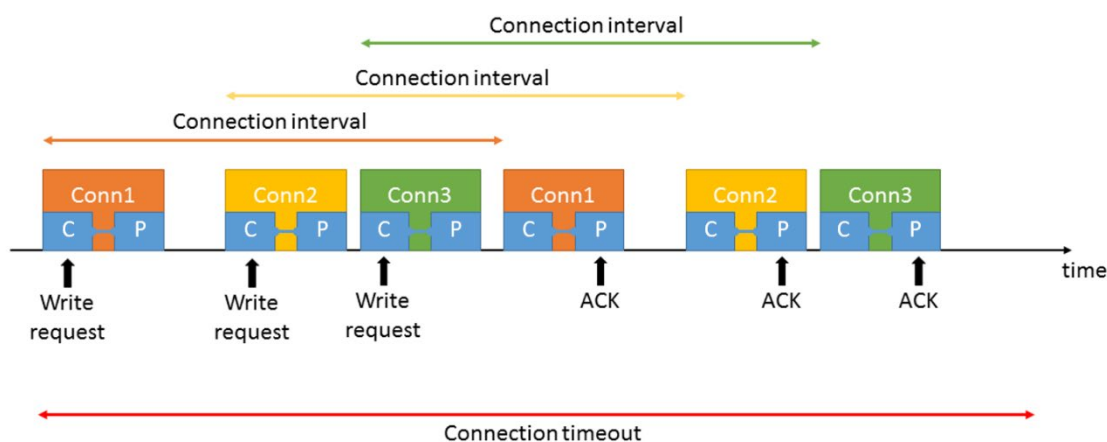 Connection interval
Connection interval
Connection interval
Conn1 Conn2 Conn3 Conn1 Conn2 Conn3
C P C P C P C P C P C P
time
Write request
Write request
Write request
ACK
ACK
ACK
Connection timeout